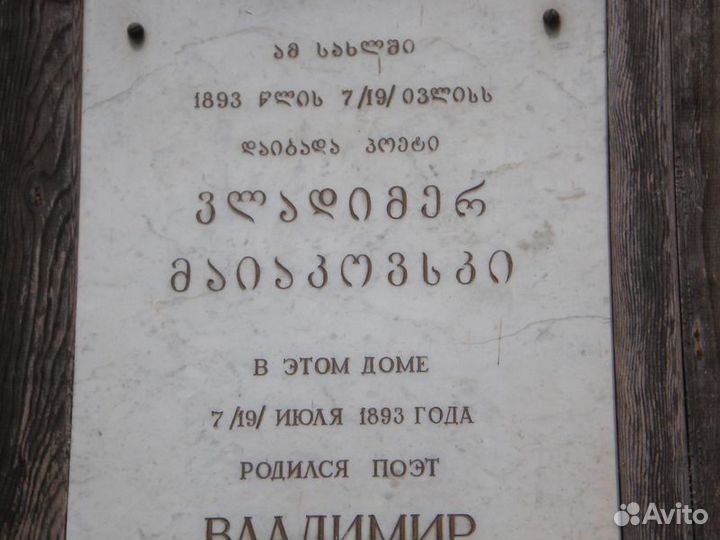 ამ სახლში
1893 წლის 7/19/ ივლისს
დაიბადა პოეტი
ვლადიმერ
მაიაკოვსკი
В ЭТОМ ДОМЕ
7/19/ ИЮЛЯ 1893 ГОДА
РОДИЛСЯ ПОЭТ
ВЛАДИМИР
Avito